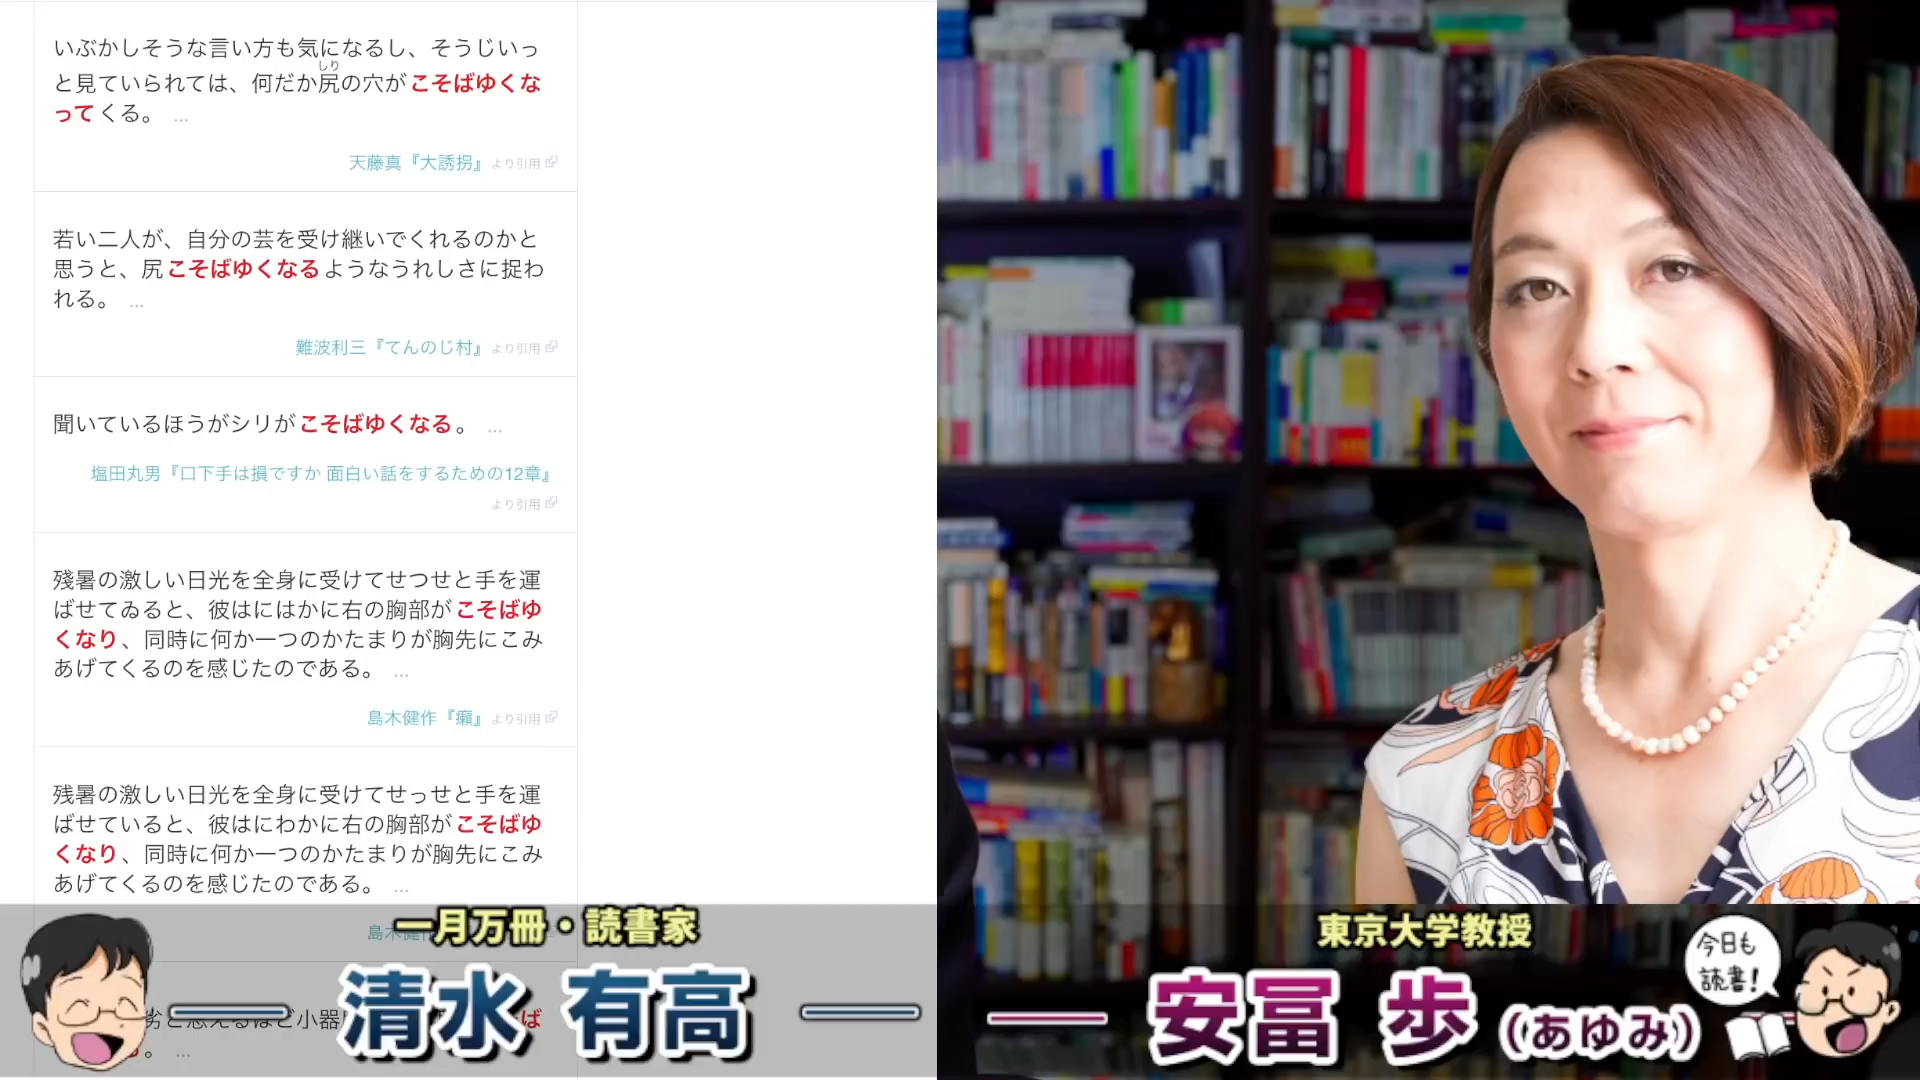 いぶかしそうな言い方も気になるし、そうじいっ
と見ていられては、何だか尻の穴がこそばゆくな
しり
ってくる。 ...
天藤真『大誘拐』 より引用
若い二人が、自分の芸を受け継いでくれるのかと
思うと、尻こそばゆくなるようなうれしさに捉わ
れる。 ...
難波利三『てんのじ村』 より引用
聞いているほうがシリがこそばゆくなる。 ...
塩田丸男『口下手は損ですか 面白い話をするための12章』
より引用
残暑の激しい日光を全身に受けてせつせと手を運
ばせてゐると、彼はにはかに右の胸部がこそばゆ
くなり、同時に何か一つのかたまりが胸先にこみ
あげてくるのを感じたのである。 ...
島木健作『癩』 より引用
残暑の激しい日光を全身に受けてせっせと手を運
ばせていると、彼はにわかに右の胸部がこそばゆ
くなり、同時に何か一つのかたまりが胸先にこみ
あげてくるのを感じたのである。 ...
島木健
一月万冊・読書家
清水 有高
東京大学教授
安冨 歩 (あゆみ)
今日も
読書!